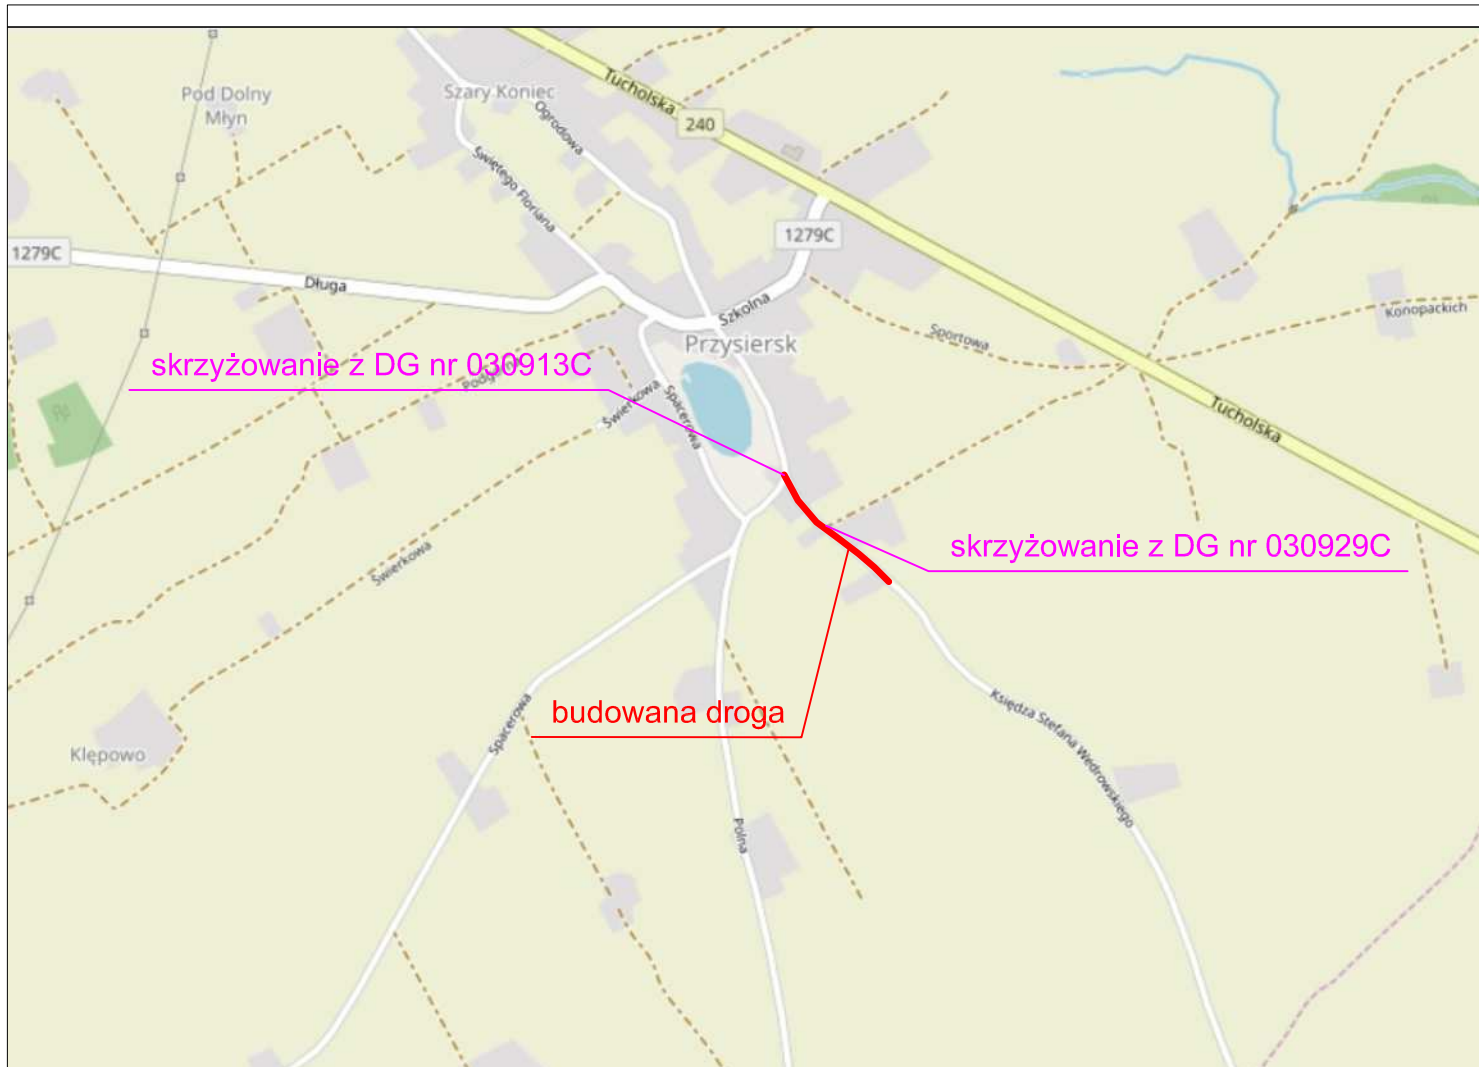 Pod Dolny
Młyn
Szary Koniec
Tucholska
240
Ogrodowa
Świętego Floriana
1279C
1279C
Długa
Szkolna
Przysiersk
Sportowa
Konopackich
skrzyżowanie z DG nr 030913C
Podgórna
Świerkowa
Spacerowa
Tucholska
Świerkowa
skrzyżowanie z DG nr 030929C
budowana droga
Księdza Stefana Wedrowskiego
Spacerowa
Klępowo
Polna